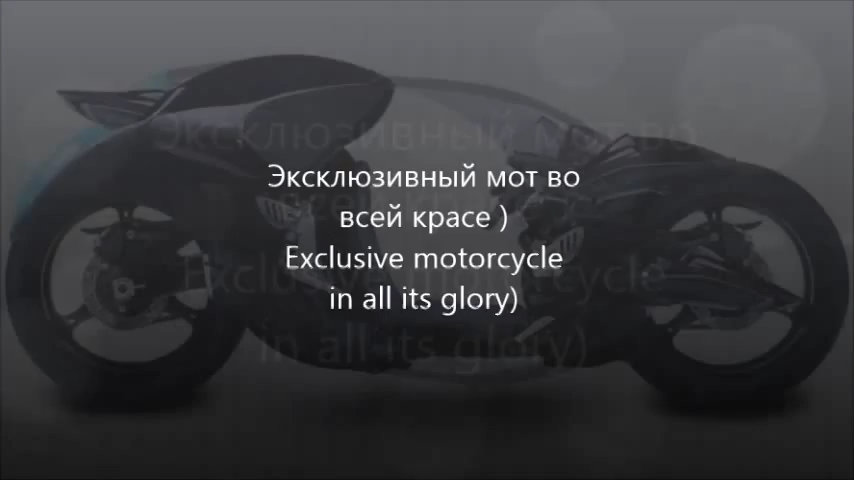 Эксклюзивный мот во
всей красе )
Exclusive motorcycle
in all its glory)